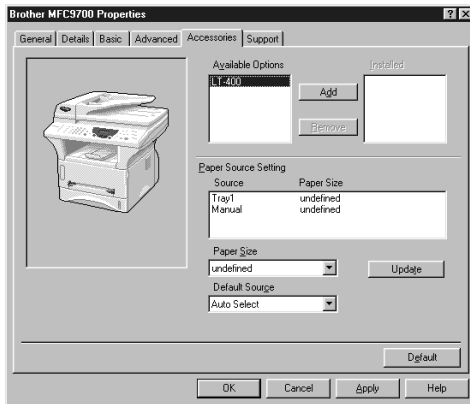 Brother MFC9700 Properties
General Details Basic Advanced Accessories Support
Available Options Installed
LT-400
Add
Remove
Paper Source Setting
Source Paper Size
Tray1 undefined
Manual undefined
Paper Size
undefined Update
Default Source
Auto Select
Default
OK Cancel Apply Help